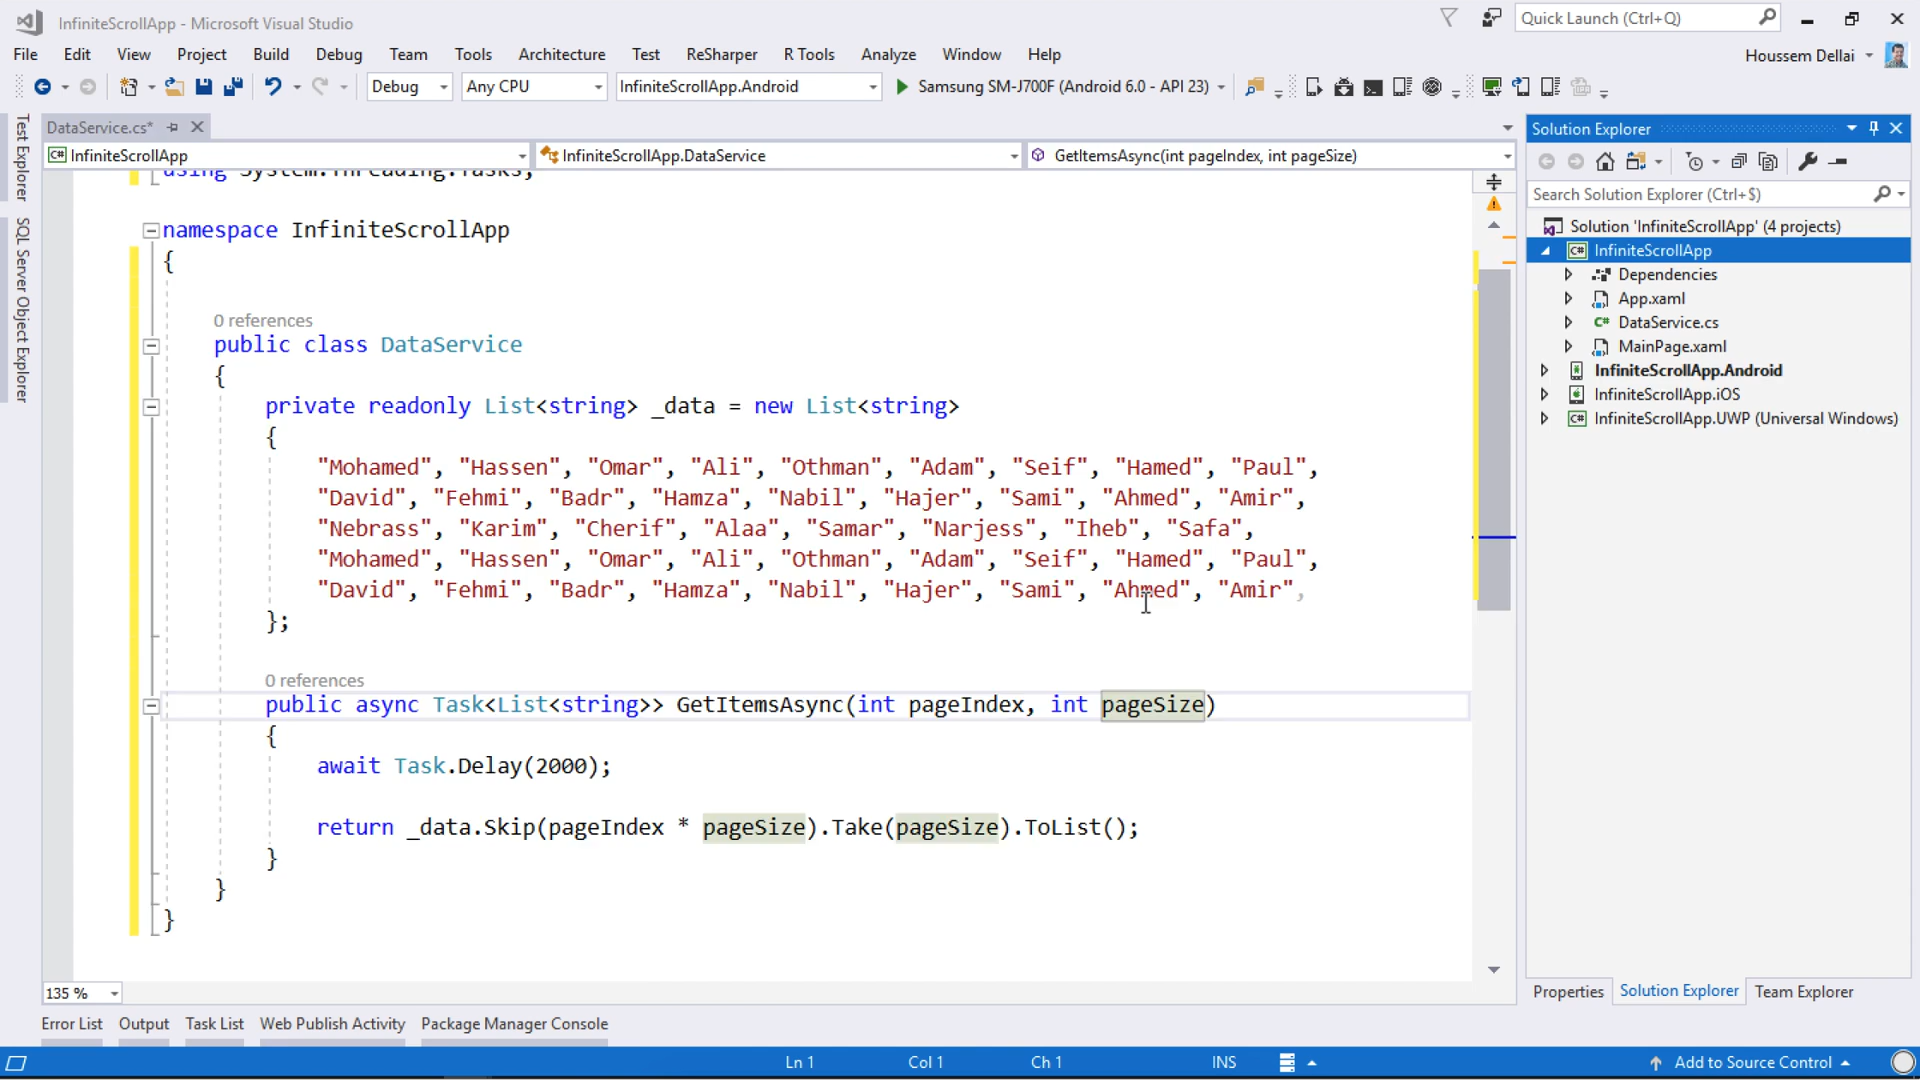 InfiniteScrollApp - Microsoft Visual Studio
Quick Launch (Ctrl+Q)
File Edit View Project Build Debug Team Tools Architecture Test ReSharper R Tools Analyze Window Help
Houssem Dellai
Debug Any CPU InfiniteScrollApp.Android Samsung SM-J700F (Android 6.0 - API 23)
Test Explorer
SQL Server Object Explorer
DataService.cs*
InfiniteScrollApp InfiniteScrollApp.DataService GetItemsAsync(int pageIndex, int pageSize)
using System.Threading.Tasks;
namespace InfiniteScrollApp
{
0 references
public class DataService
{
private readonly List<string> _data = new List<string>
{
"Mohamed", "Hassen", "Omar", "Ali", "Othman", "Adam", "Seif", "Hamed", "Paul",
"David", "Fehmi", "Badr", "Hamza", "Nabil", "Hajer", "Sami", "Ahmed", "Amir",
"Nebrass", "Karim", "Cherif", "Alaa", "Samar", "Narjess", "Iheb", "Safa",
"Mohamed", "Hassen", "Omar", "Ali", "Othman", "Adam", "Seif", "Hamed", "Paul",
"David", "Fehmi", "Badr", "Hamza", "Nabil", "Hajer", "Sami", "Ahmed", "Amir",
};
0 references
public async Task<List<string>> GetItemsAsync(int pageIndex, int pageSize)
{
await Task.Delay(2000);
return _data.Skip(pageIndex * pageSize).Take(pageSize).ToList();
}
}
}
135 %
Solution Explorer
Search Solution Explorer (Ctrl+$)
Solution 'InfiniteScrollApp' (4 projects)
C# InfiniteScrollApp
Dependencies
App.xaml
C# DataService.cs
MainPage.xaml
InfiniteScrollApp.Android
InfiniteScrollApp.iOS
C# InfiniteScrollApp.UWP (Universal Windows)
Properties Solution Explorer Team Explorer
Error List Output Task List Web Publish Activity Package Manager Console
Ln 1 Col 1 Ch 1 INS Add to Source Control